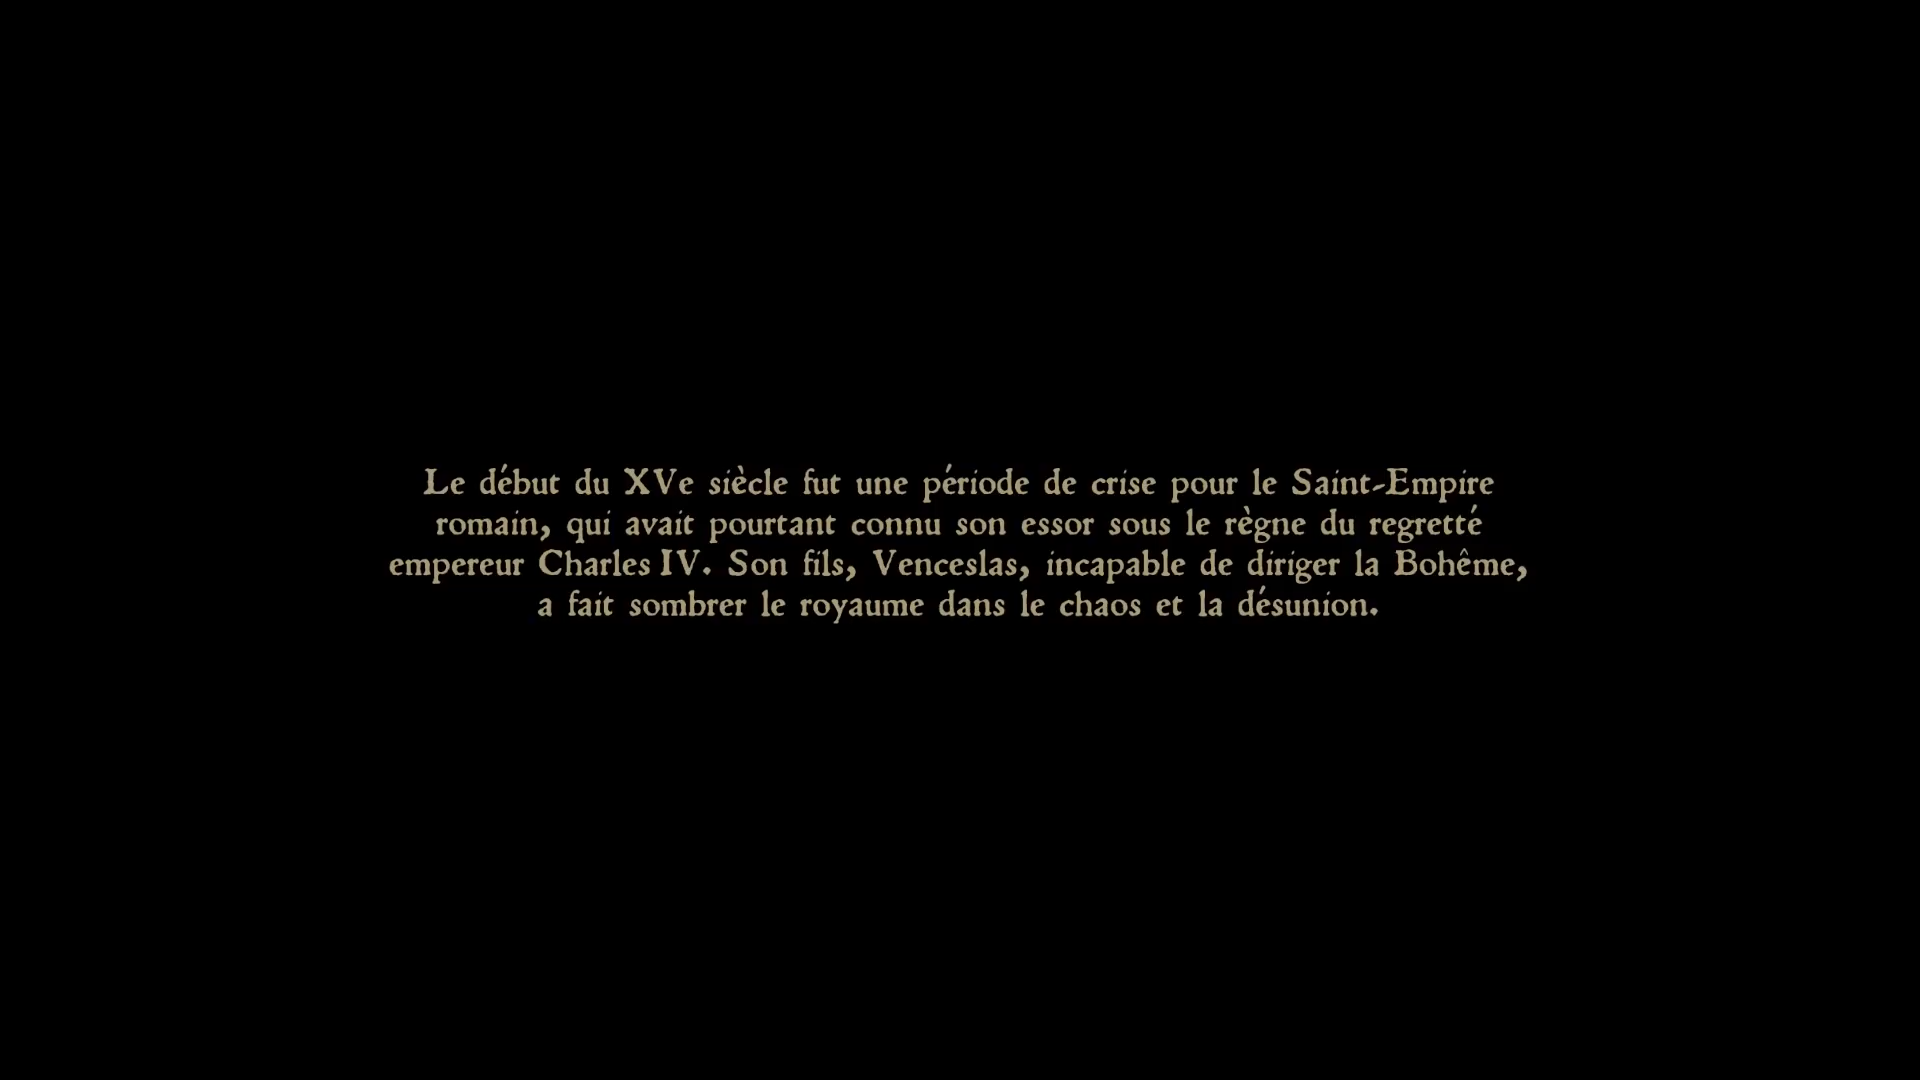 Le début du XVe siècle fut une période de crise pour le Saint-Empire
romain, qui avait pourtant connu son essor sous le règne du regretté
empereur Charles IV. Son fils, Venceslas, incapable de diriger la Bohême,
a fait sombrer le royaume dans le chaos et la désunion.